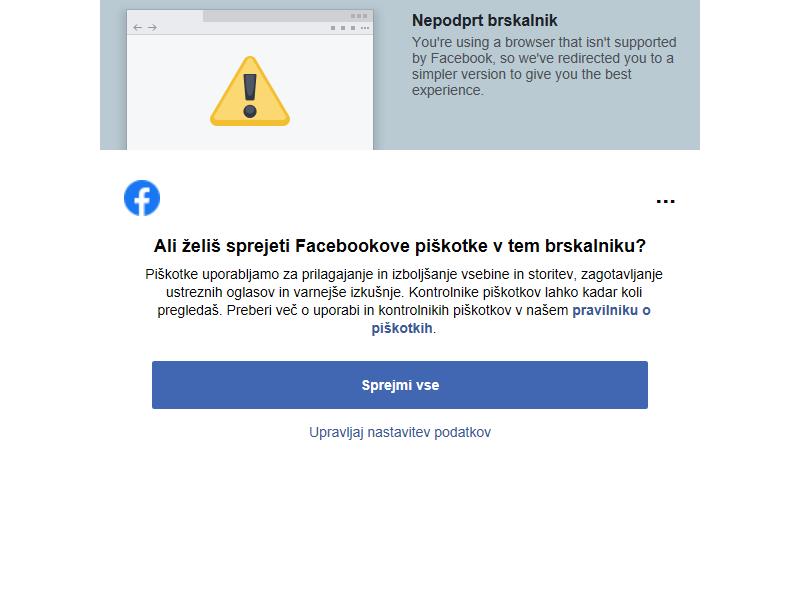 Nepodprt brskalnik
You're using a browser that isn't supported
by Facebook, so we've redirected you to a
simpler version to give you the best
experience.
Ali želiš sprejeti Facebookove piškotke v tem brskalniku?
Piškotke uporabljamo za prilagajanje in izboljšanje vsebine in storitev, zagotavljanje
ustreznih oglasov in varnejše izkušnje. Kontrolnike piškotkov lahko kadar koli
pregledaš. Preberi več o uporabi in kontrolnikih piškotkov v našem pravilniku o
piškotkih.
Sprejmi vse
Upravljaj nastavitev podatkov